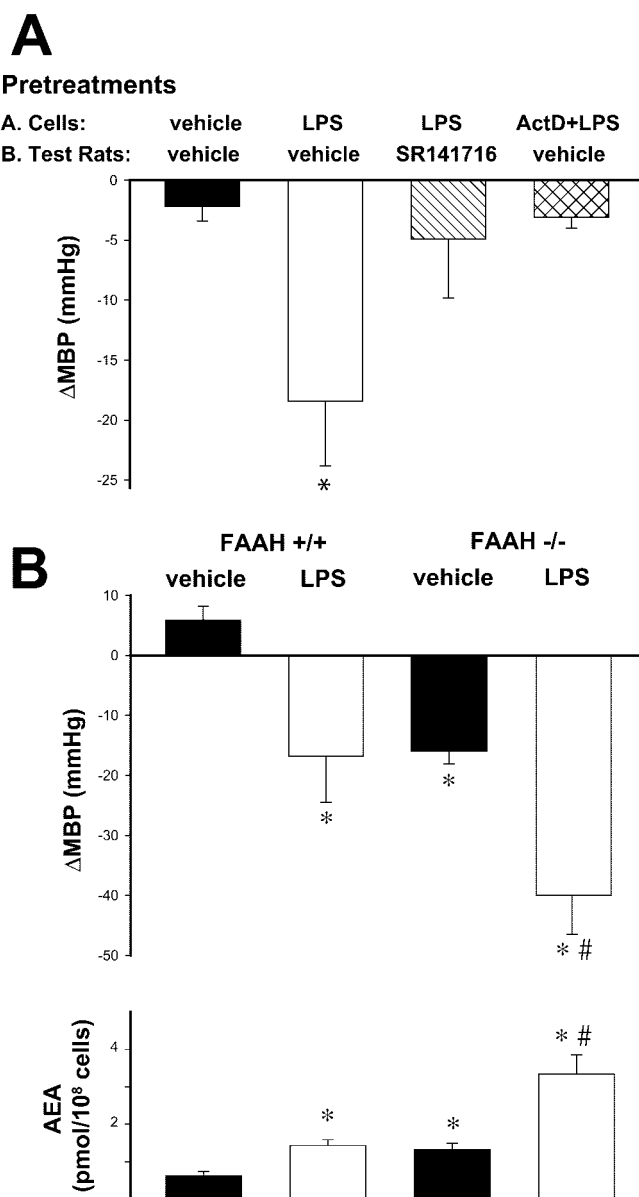 A
Pretreatments
A. Cells: vehicle LPS LPS ActD+LPS
B. Test Rats: vehicle vehicle SR141716 vehicle
0
-5
-10
-15
-20
-25
ΔMBP (mmHg)
*
B
FAAH +/+ FAAH -/-
vehicle LPS vehicle LPS
10
0
-10
-20
-30
-40
-50
ΔMBP (mmHg)
* * * #
4
2
AEA
(pmol/10⁸ cells)
* * * #